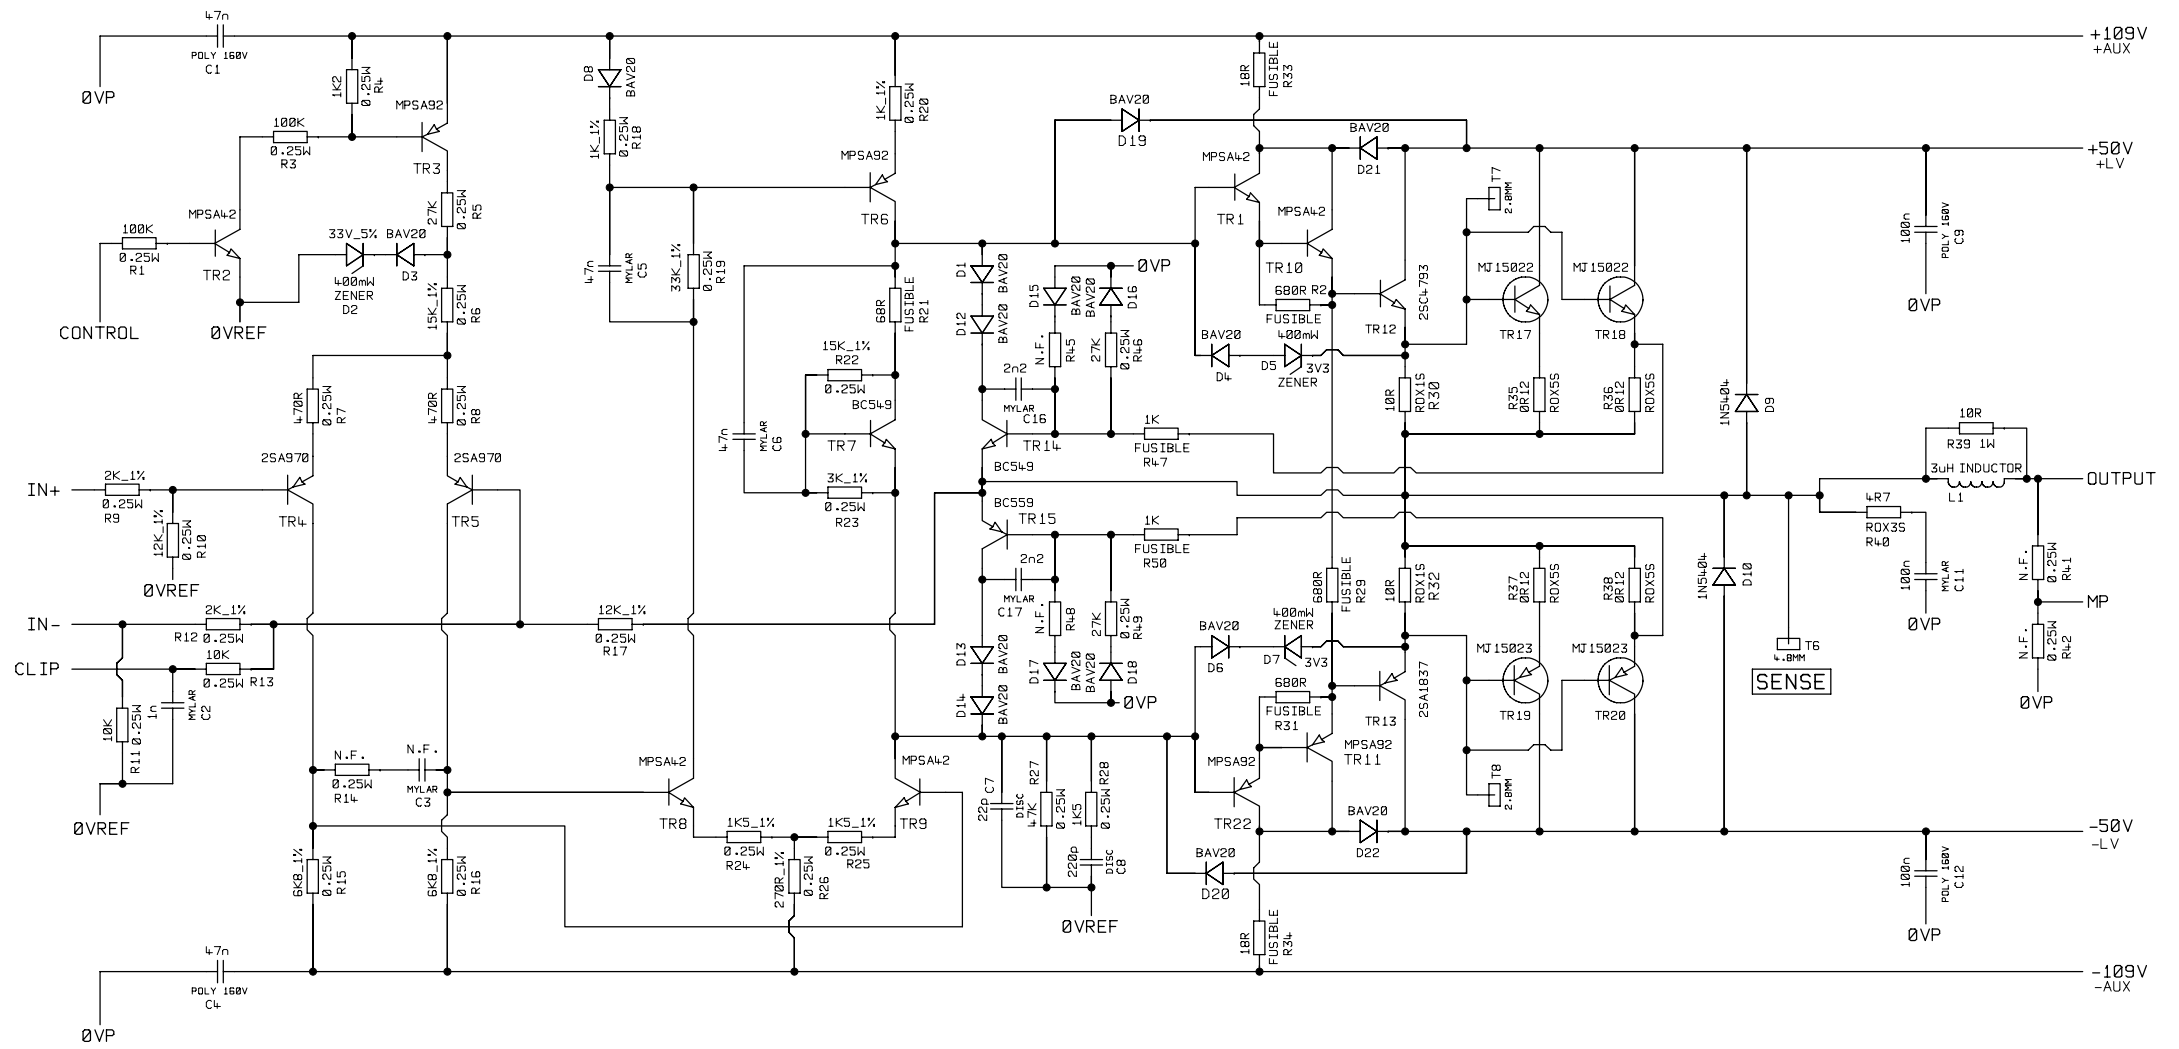 47n
POLY 160V
C1
0VP
1K2
0.25W
R4
MPSA92
TR3
100K
0.25W
R3
MPSA42
TR2
100K
0.25W
R1
CONTROL
0VREF
33V_5%
400mW
ZENER
D2
BAV20
D3
27K
0.25W
R5
15K_1%
0.25W
R6
470R
0.25W
R7
470R
0.25W
R8
2SA970
TR4
2SA970
TR5
IN+
2K_1%
0.25W
R9
12K_1%
0.25W
R10
0VREF
IN-
2K_1%
R12 0.25W
CLIP
10K
0.25W R13
1n
MYLAR
C2
10K
0.25W
R11
0VREF
N.F.
0.25W
R14
N.F.
MYLAR
C3
6K8_1%
0.25W
R15
6K8_1%
0.25W
R16
47n
POLY 160V
C4
0VP
D8
BAV20
1K_1%
0.25W
R18
47n
MYLAR
C5
33K_1%
0.25W
R19
12K_1%
0.25W
R17
MPSA42
TR8
1K5_1%
0.25W
R24
1K5_1%
0.25W
R25
270R_1%
0.25W
R26
MPSA42
TR9
1K_1%
0.25W
R20
MPSA92
TR6
68R
FUSIBLE
R21
15K_1%
R22
0.25W
BC549
TR7
47n
MYLAR
C6
3K_1%
0.25W
R23
D1
BAV20
D12
BAV20
D15
BAV20
BAV20
D16
0VP
N.F.
R45
27K
0.25W
R46
2n2
MYLAR
C16
TR14
BC549
1K
FUSIBLE
R47
BC559
TR15
1K
FUSIBLE
R50
2n2
MYLAR
C17
N.F.
R48
27K
0.25W
R49
D13
BAV20
D14
BAV20
D17
BAV20
BAV20
D18
0VP
22p
C7
DISC
R27
47K
0.25W
R28
1K5
0.25W
220p
DISC
C8
0VREF
BAV20
D19
18R
FUSIBLE
R33
MPSA42
TR1
MPSA42
TR10
BAV20
D21
680R R2
FUSIBLE
BAV20
D4
400mW
D5
3V3
ZENER
TR12
2SC4793
10R
ROX1S
R30
T7
2.8MM
MJ15022
TR17
MJ15022
TR18
R35
0R12
ROX5S
R36
0R12
ROX5S
680R
FUSIBLE
R29
10R
ROX1S
R32
R37
0R12
ROX5S
R38
0R12
ROX5S
BAV20
D6
400mW
ZENER
D7
3V3
680R
FUSIBLE
R31
TR13
2SA1837
MPSA92
TR11
MPSA92
TR22
MJ15023
TR19
MJ15023
TR20
T8
2.8MM
BAV20
D22
BAV20
D20
18R
FUSIBLE
R34
1N5404
D9
1N5404
D10
T6
4.8MM
SENSE
+109V
+AUX
+50V
+LV
100n
POLY 160V
C9
0VP
10R
R39 1W
3uH INDUCTOR
L1
OUTPUT
4R7
ROX3S
R40
100n
MYLAR
C11
0VP
N.F.
0.25W
R41
MP
N.F.
0.25W
R42
0VP
-50V
-LV
100n
POLY 160V
C12
0VP
-109V
-AUX